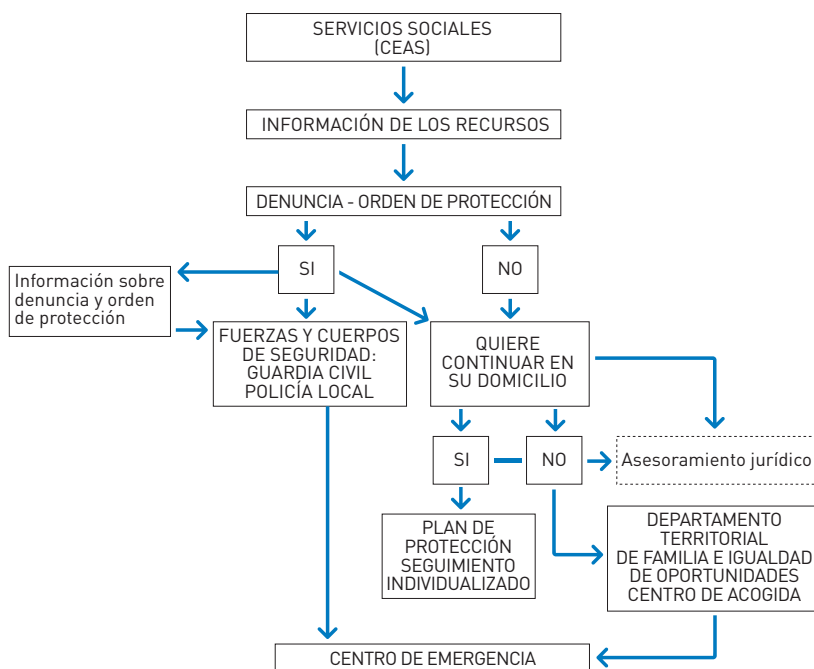 SERVICIOS SOCIALES
(CEAS)
INFORMACIÓN DE LOS RECURSOS
DENUNCIA - ORDEN DE PROTECCIÓN
SI
NO
Información sobre
denuncia y orden
de protección
FUERZAS Y CUERPOS
DE SEGURIDAD:
GUARDIA CIVIL
POLICÍA LOCAL
QUIERE
CONTINUAR EN
SU DOMICILIO
SI
NO
Asesoramiento jurídico
PLAN DE
PROTECCIÓN
SEGUIMIENTO
INDIVIDUALIZADO
DEPARTAMENTO
TERRITORIAL
DE FAMILIA E IGUALDAD
DE OPORTUNIDADES
CENTRO DE ACOGIDA
CENTRO DE EMERGENCIA